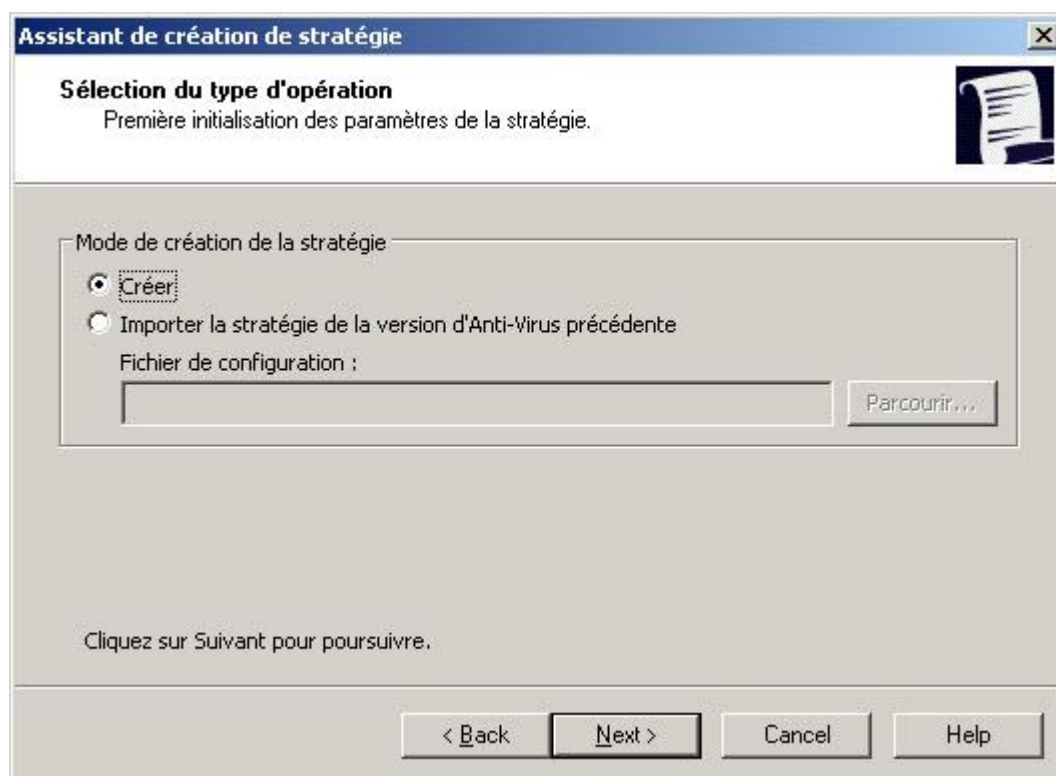 Assistant de création de stratégie
Sélection du type d'opération
Première initialisation des paramètres de la stratégie.
Mode de création de la stratégie
Créer
Importer la stratégie de la version d'Anti-Virus précédente
Fichier de configuration :
Parcourir...
Cliquez sur Suivant pour poursuivre.
< Back Next > Cancel Help